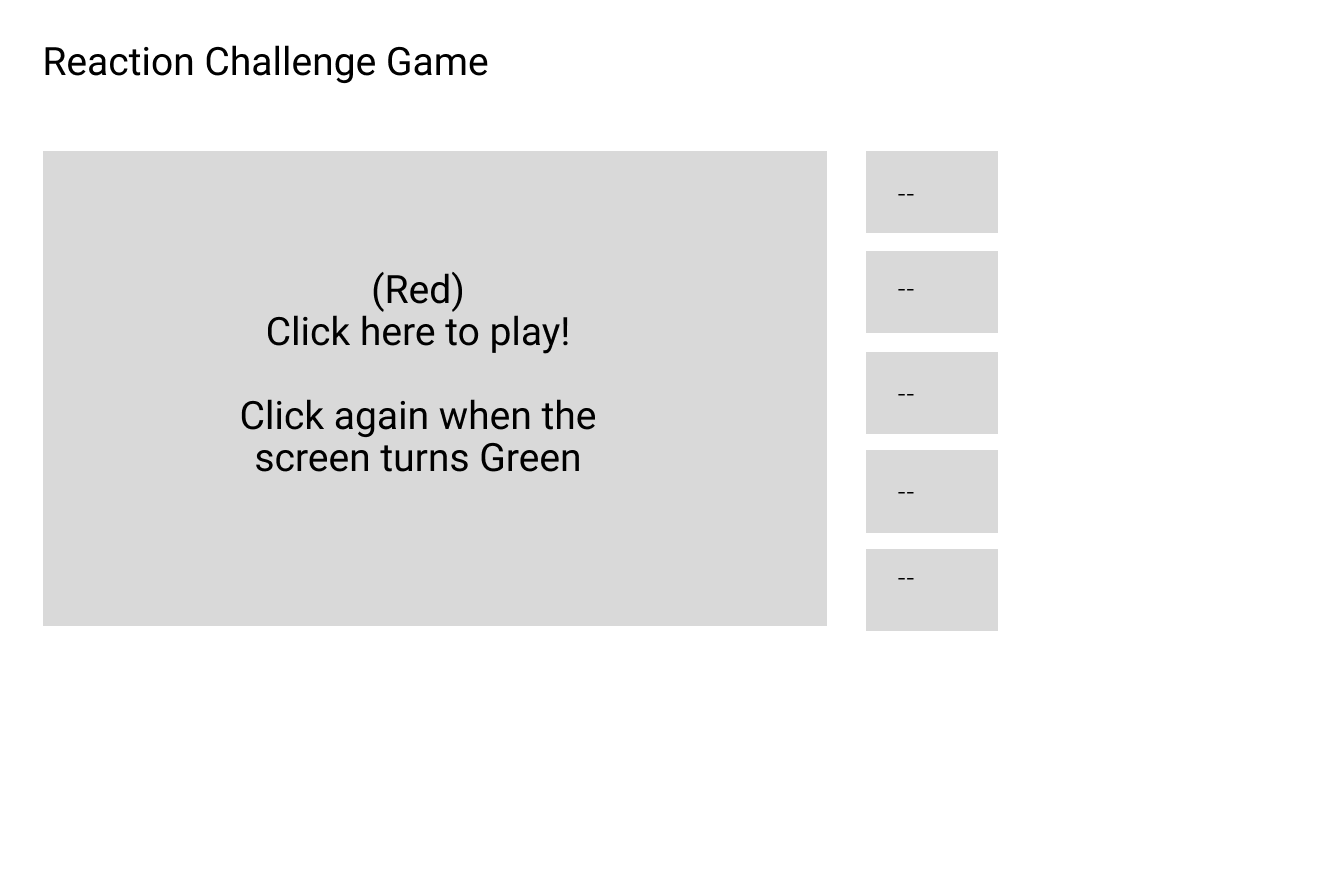 Reaction Challenge Game
(Red)
Click here to play!
Click again when the
screen turns Green
--
--
--
--
--